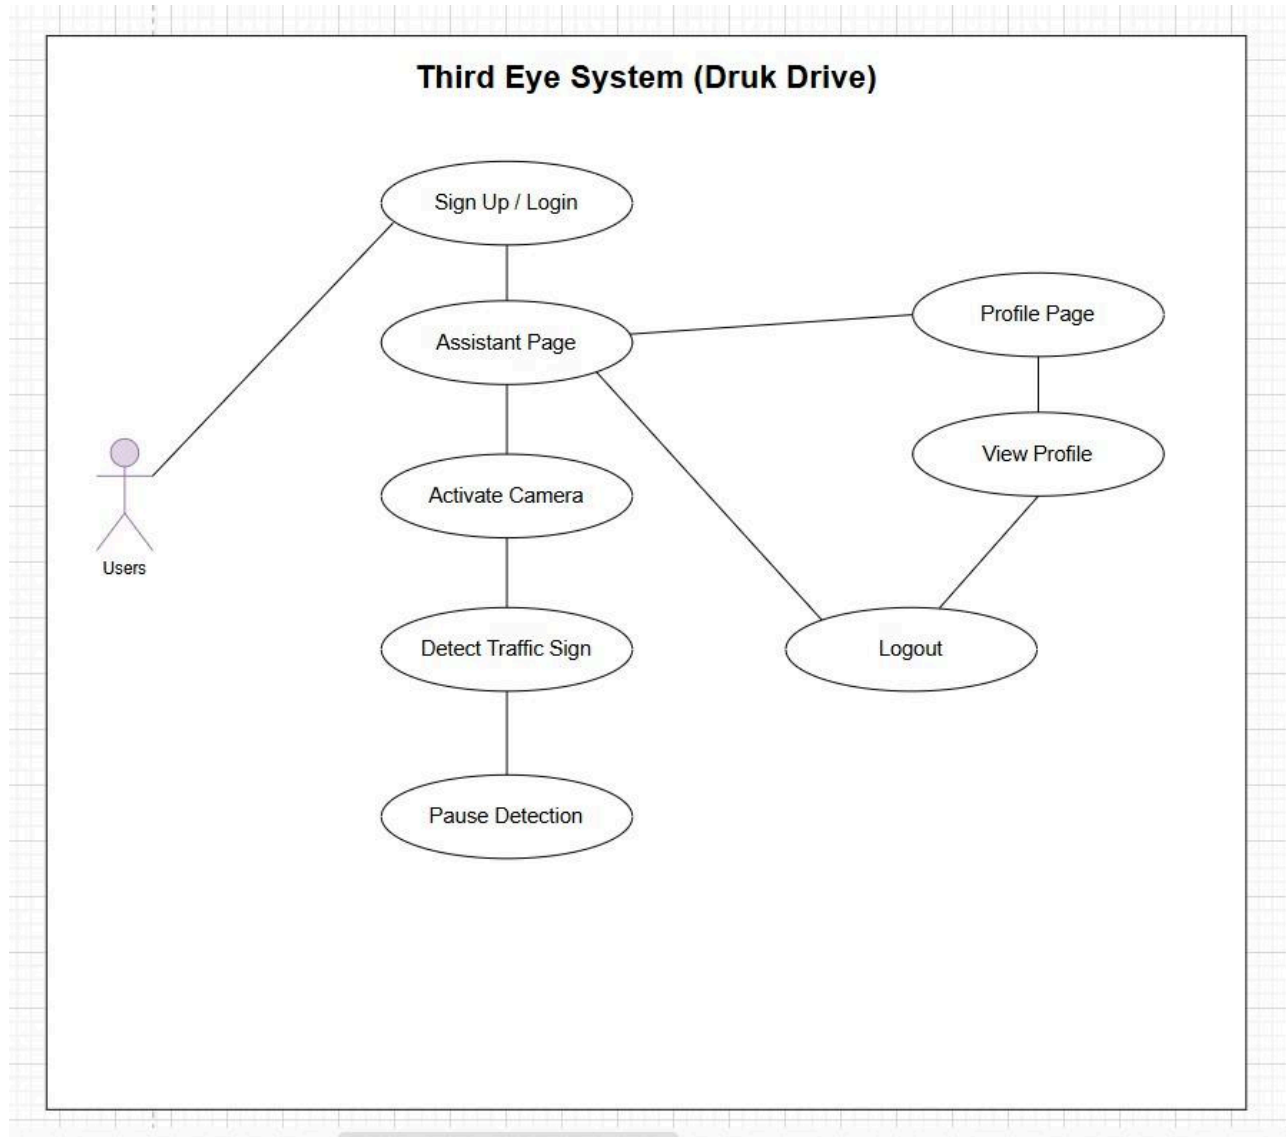 Third Eye System (Druk Drive)
Sign Up / Login
Assistant Page
Profile Page
View Profile
Activate Camera
Users
Detect Traffic Sign
Logout
Pause Detection